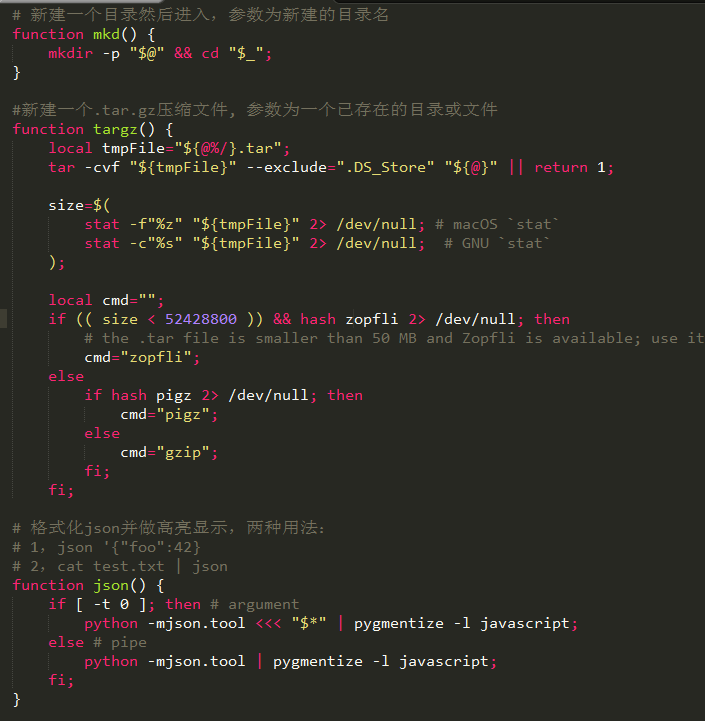 # 新建一个目录然后进入，参数为新建的目录名
function mkd() {
    mkdir -p "$@" && cd "$_";
}

#新建一个.tar.gz压缩文件, 参数为一个已存在的目录或文件
function targz() {
    local tmpFile="${@%/}.tar";
    tar -cvf "${tmpFile}" --exclude=".DS_Store" "${@}" || return 1;

    size=$(
        stat -f"%z" "${tmpFile}" 2> /dev/null; # macOS `stat`
        stat -c"%s" "${tmpFile}" 2> /dev/null;  # GNU `stat`
    );

    local cmd="";
    if (( size < 52428800 )) && hash zopfli 2> /dev/null; then
        # the .tar file is smaller than 50 MB and Zopfli is available; use it
        cmd="zopfli";
    else
        if hash pigz 2> /dev/null; then
            cmd="pigz";
        else
            cmd="gzip";
        fi;
    fi;

# 格式化json并做高亮显示，两种用法：
# 1，json '{"foo":42}
# 2，cat test.txt | json
function json() {
    if [ -t 0 ]; then # argument
        python -mjson.tool <<< "$*" | pygmentize -l javascript;
    else # pipe
        python -mjson.tool | pygmentize -l javascript;
    fi;
}